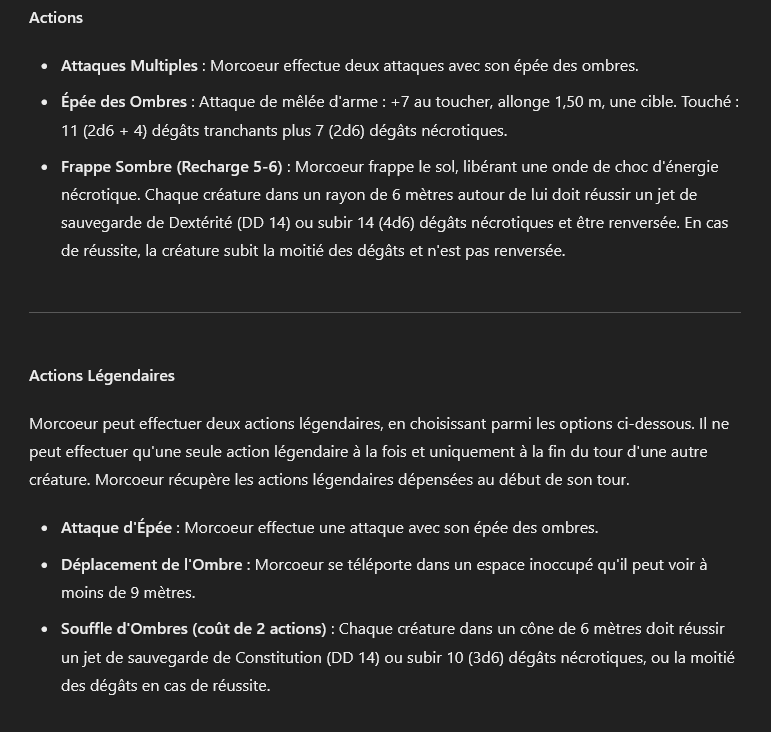 Actions
• Attaques Multiples : Morcoeur effectue deux attaques avec son épée des ombres.
• Épée des Ombres : Attaque de mêlée d'arme : +7 au toucher, allonge 1,50 m, une cible. Touché :
11 (2d6 + 4) dégâts tranchants plus 7 (2d6) dégâts nécrotiques.
• Frappe Sombre (Recharge 5-6) : Morcoeur frappe le sol, libérant une onde de choc d'énergie
nécrotique. Chaque créature dans un rayon de 6 mètres autour de lui doit réussir un jet de
sauvegarde de Dextérité (DD 14) ou subir 14 (4d6) dégâts nécrotiques et être renversée. En cas
de réussite, la créature subit la moitié des dégâts et n'est pas renversée.
Actions Légendaires
Morcoeur peut effectuer deux actions légendaires, en choisissant parmi les options ci-dessous. Il ne
peut effectuer qu'une seule action légendaire à la fois et uniquement à la fin du tour d'une autre
créature. Morcoeur récupère les actions légendaires dépensées au début de son tour.
• Attaque d'Épée : Morcoeur effectue une attaque avec son épée des ombres.
• Déplacement de l'Ombre : Morcoeur se téléporte dans un espace inoccupé qu'il peut voir à
moins de 9 mètres.
• Souffle d'Ombres (coût de 2 actions) : Chaque créature dans un cône de 6 mètres doit réussir
un jet de sauvegarde de Constitution (DD 14) ou subir 10 (3d6) dégâts nécrotiques, ou la moitié
des dégâts en cas de réussite.